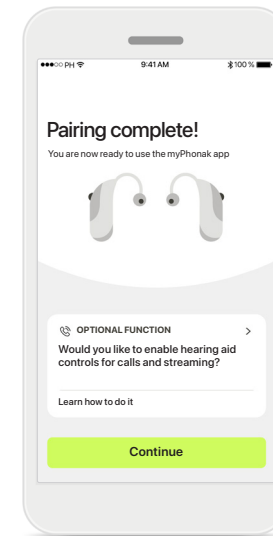 PH 9:41 AM 100 %
Pairing complete!
You are now ready to use the myPhonak app
OPTIONAL FUNCTION
Would you like to enable hearing aid
controls for calls and streaming?
Learn how to do it
Continue